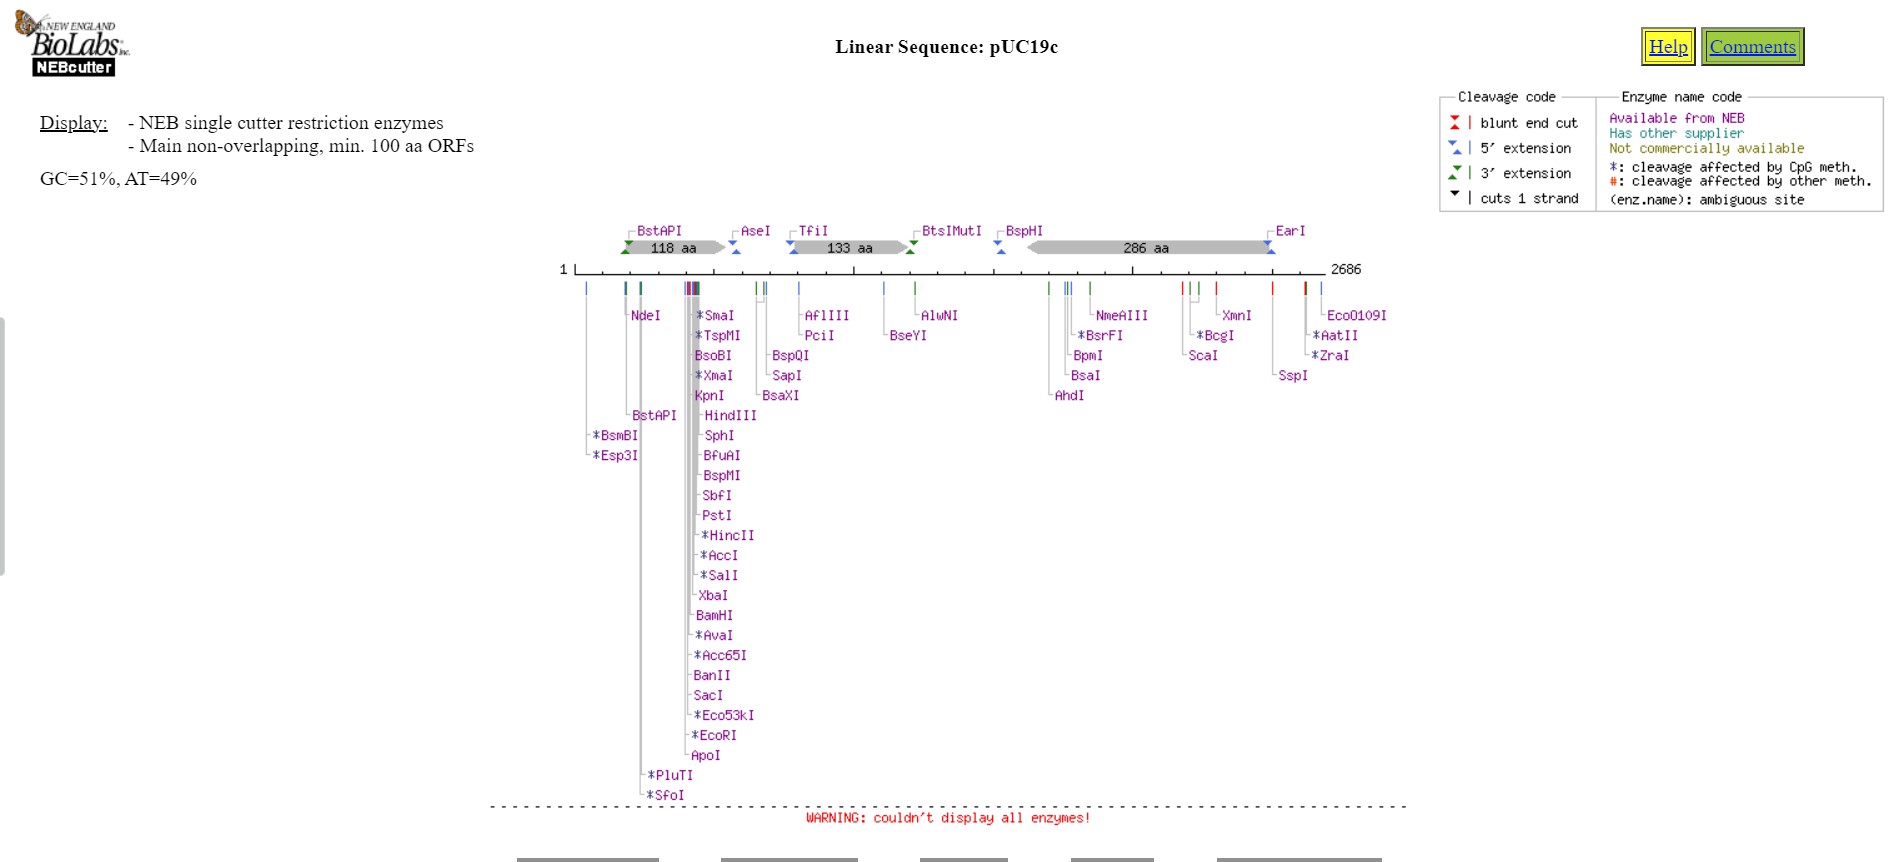 NEW ENGLAND
BioLabs Inc.
NEBcutter
Linear Sequence: pUC19c
Help
Comments
Display:
- NEB single cutter restriction enzymes
- Main non-overlapping, min. 100 aa ORFs
GC=51%, AT=49%
Cleavage code
blunt end cut
5' extension
3' extension
cuts 1 strand
Enzyme name code
Available from NEB
Has other supplier
Not commercially available
*: cleavage affected by CpG meth.
#: cleavage affected by other meth.
(enz.name): ambiguous site
BstAPI AseI TfiI BtsIMutI BspHI EarI
118 aa 133 aa 286 aa
1 2686
NdeI *SmaI AflIII AlwNI NmeAIII XmnI EcoO109I
*TspMI PciI BseYI *BsrFI *BcgI *AatII
BsoBI BspQI BpmI ScaI *ZraI
*XmaI SapI BsaI SspI
KpnI BsaXI AhdI
BstAPI HindIII
*BsmBI SphI
*Esp3I BfuAI
BspMI
SbfI
PstI
*HincII
*AccI
*SalI
XbaI
BamHI
*AvaI
*Acc65I
BanII
SacI
*Eco53kI
*EcoRI
ApoI
*PluTI
*SfoI
WARNING: couldn't display all enzymes!